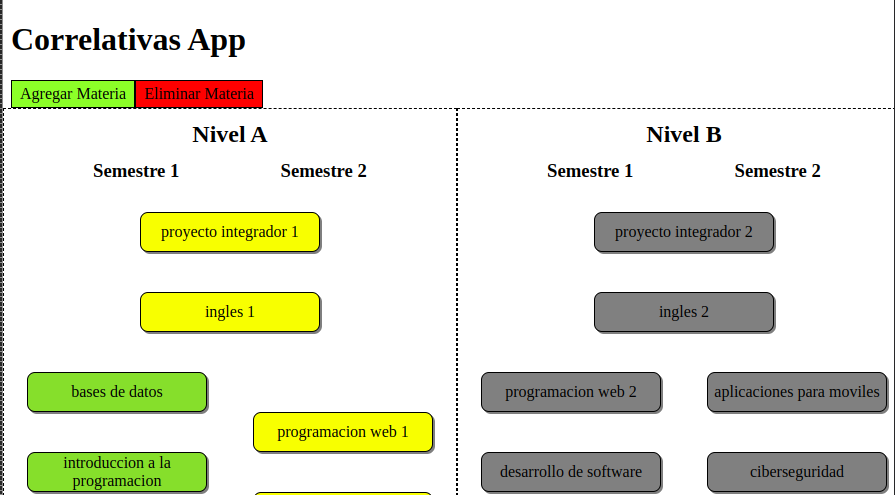 Correlativas App
Agregar Materia Eliminar Materia
Nivel A
Semestre 1 Semestre 2
proyecto integrador 1
ingles 1
bases de datos
programacion web 1
introduccion a la
programacion
Nivel B
Semestre 1 Semestre 2
proyecto integrador 2
ingles 2
programacion web 2 aplicaciones para moviles
desarrollo de software ciberseguridad